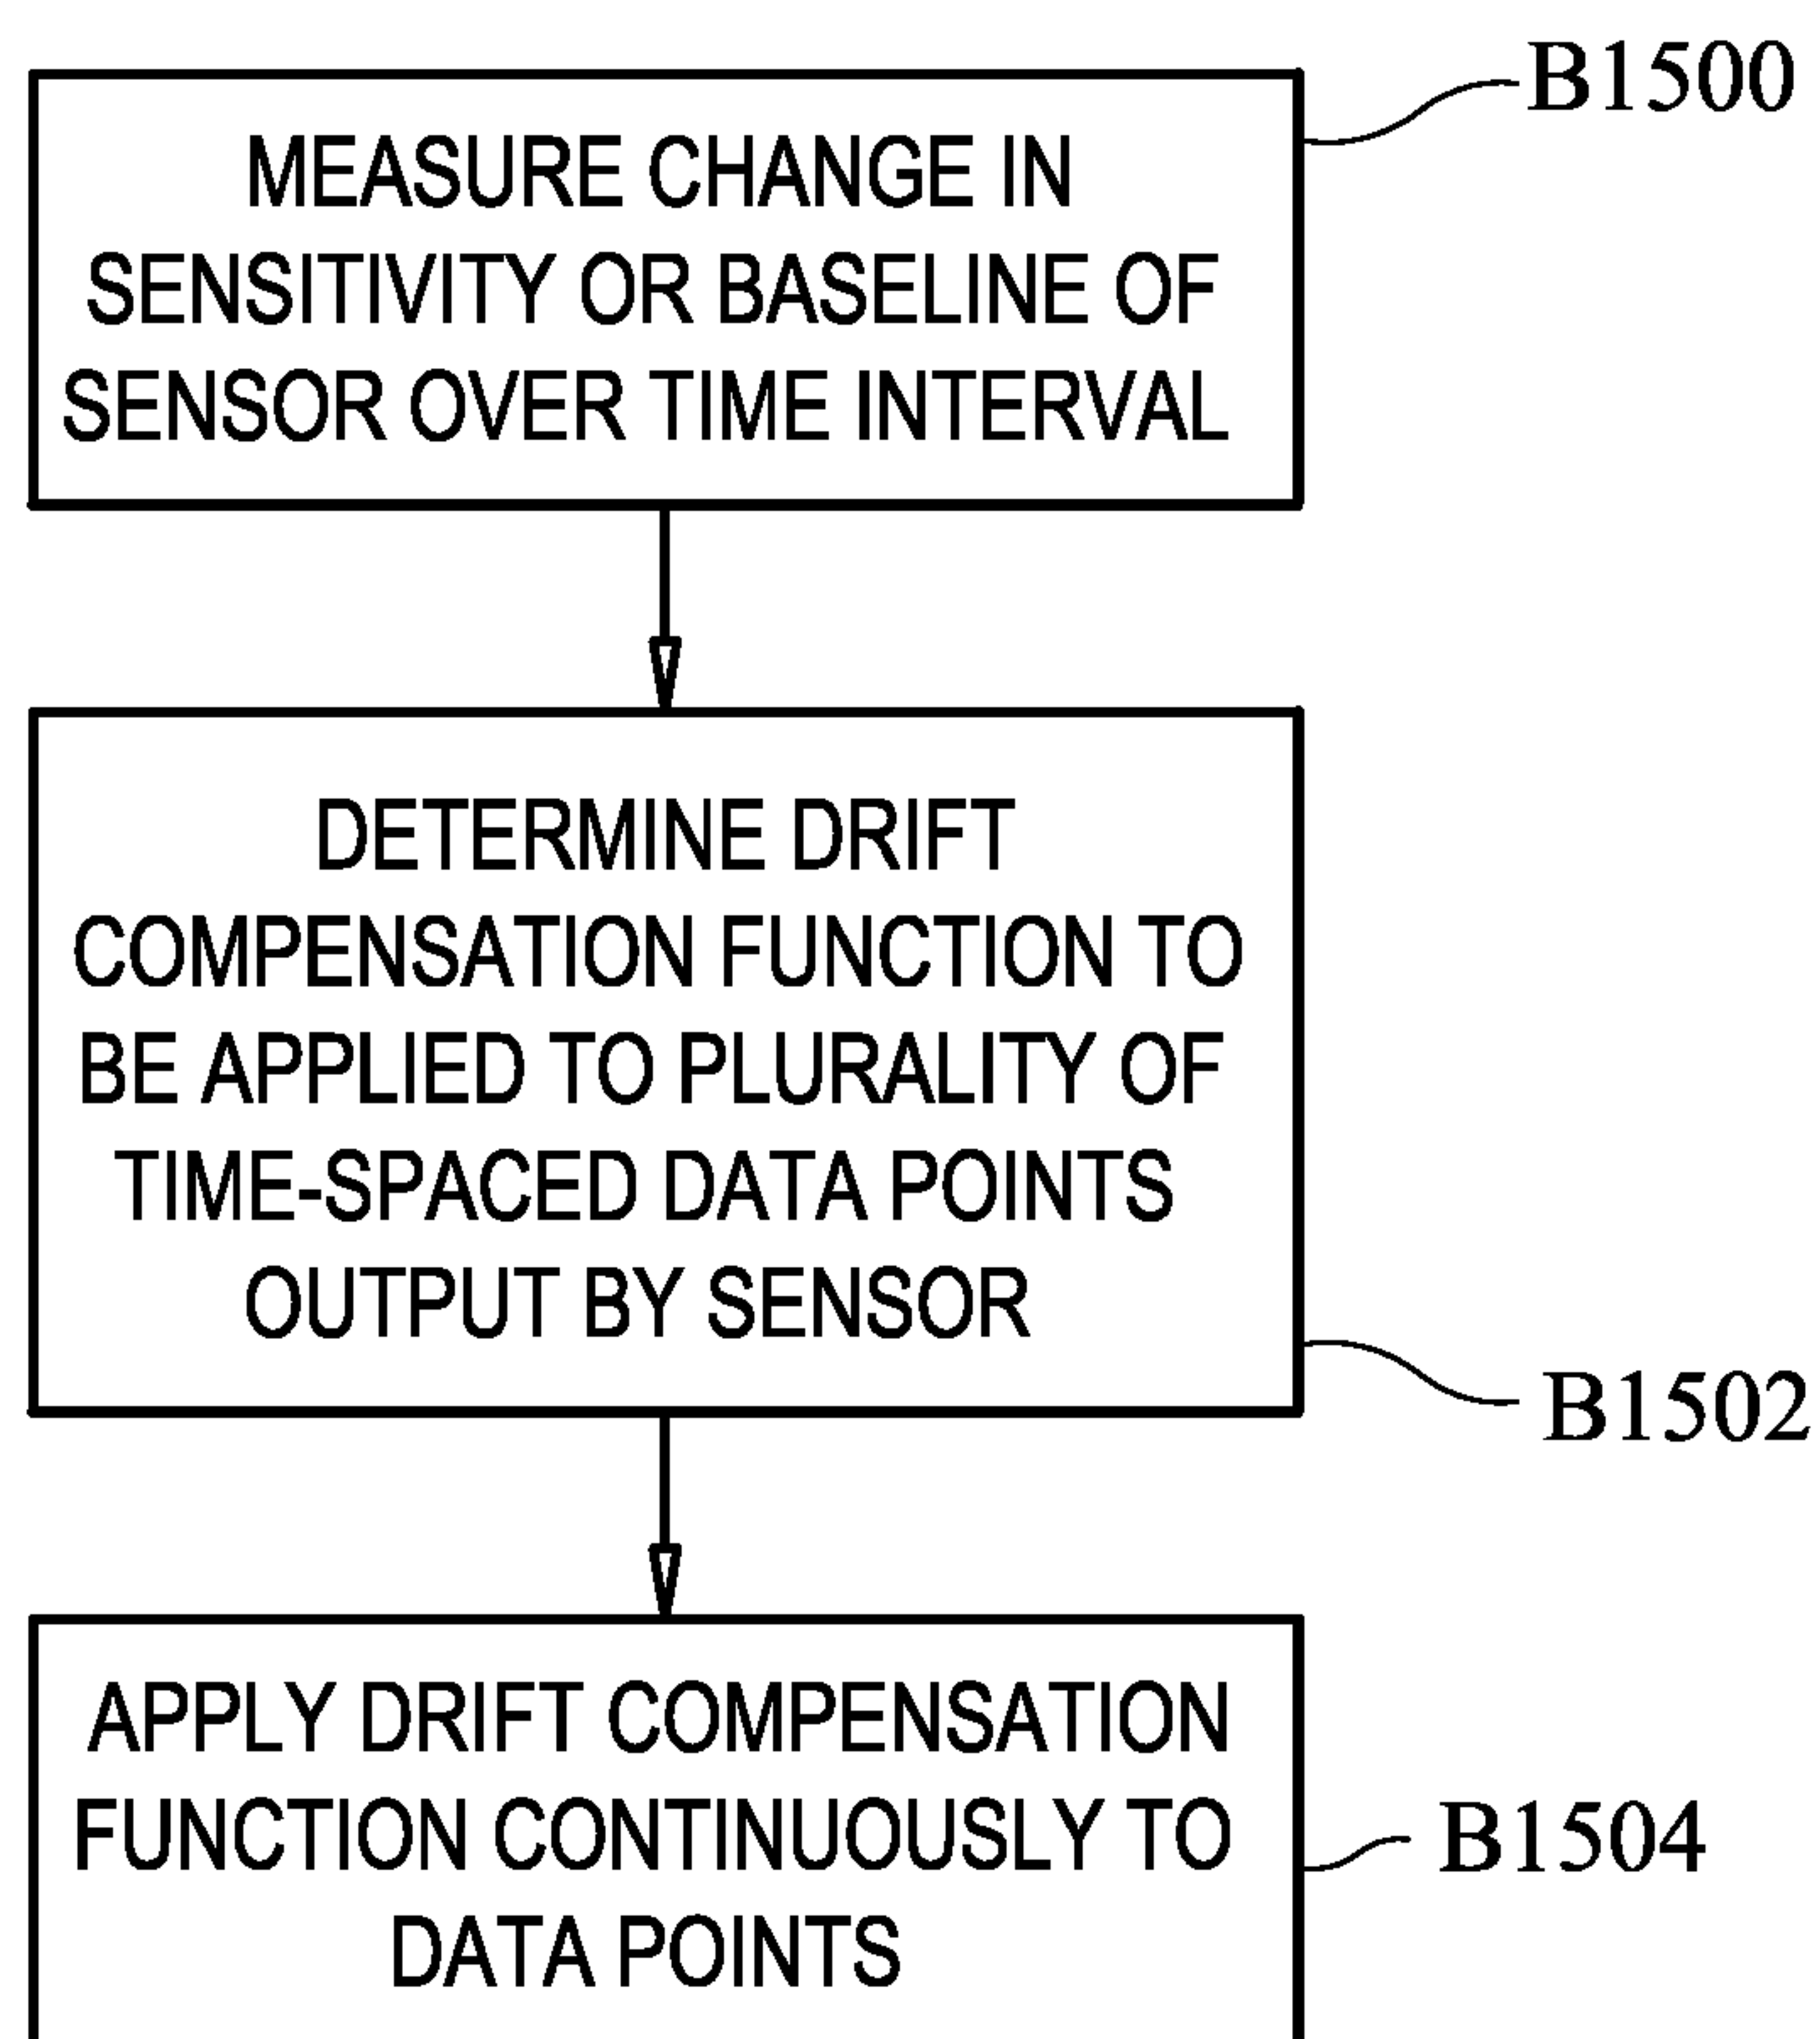 B1500
MEASURE CHANGE IN
SENSITIVITY OR BASELINE OF
SENSOR OVER TIME INTERVAL
DETERMINE DRIFT
COMPENSATION FUNCTION TO
BE APPLIED TO PLURALITY OF
TIME-SPACED DATA POINTS
OUTPUT BY SENSOR
B1502
APPLY DRIFT COMPENSATION
FUNCTION CONTINUOUSLY TO
DATA POINTS
B1504